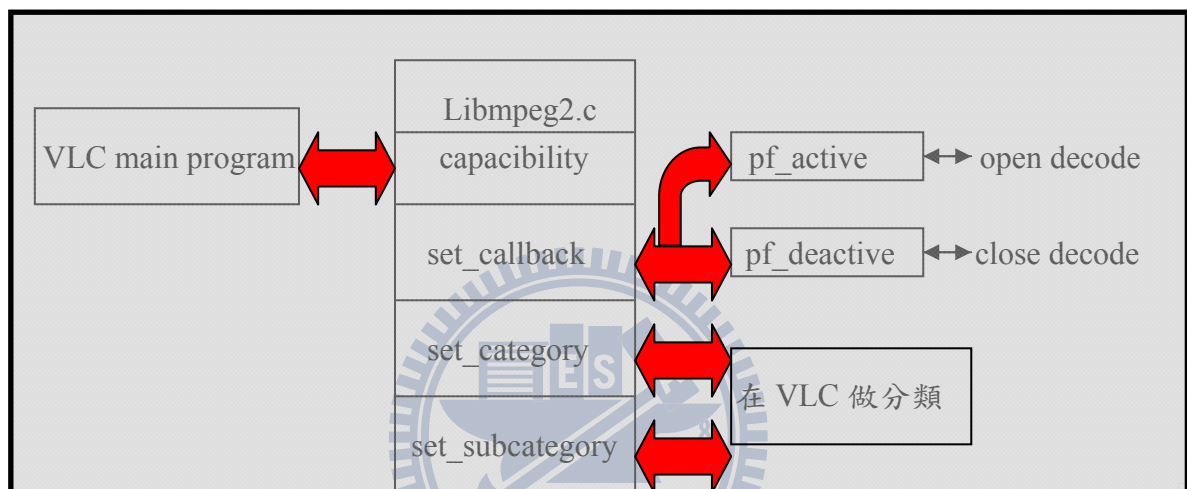 Libmpeg2.c
VLC main program
capacibility
pf_active
open decode
set_callback
pf_deactive
close decode
set_category
ES
在 VLC 做分類
set_subcategory